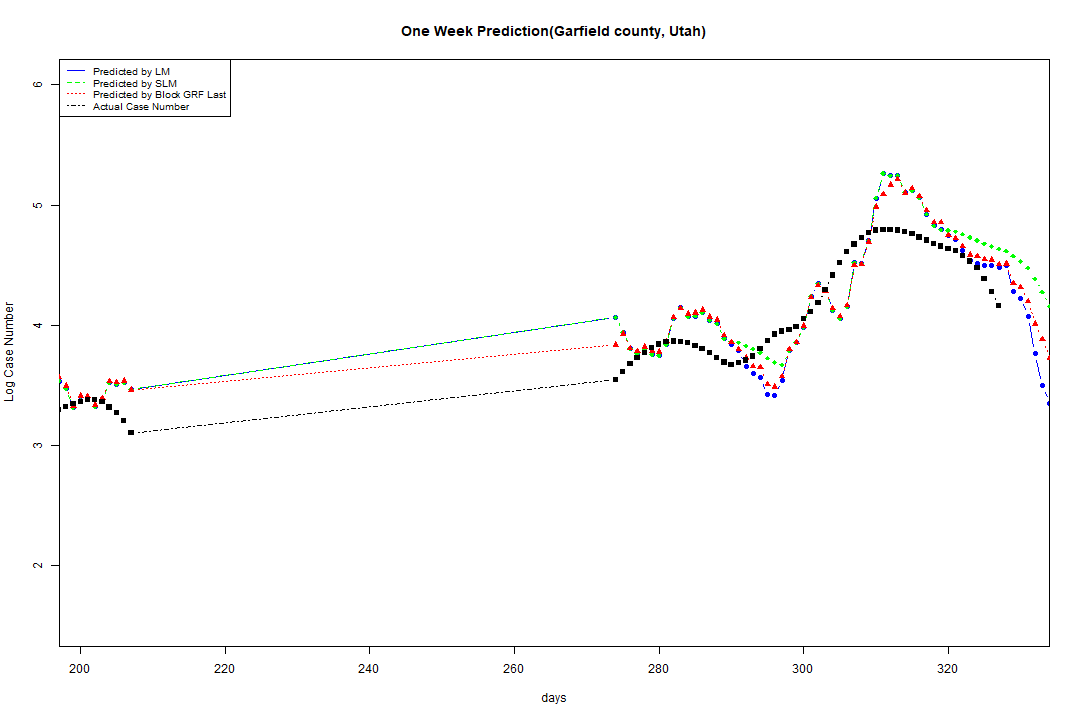 One Week Prediction(Garfield county, Utah)
Predicted by LM
Predicted by SLM
Predicted by Block GRF Last
Actual Case Number
6
5
4
3
2
Log Case Number
200
220
240
260
280
300
320
days